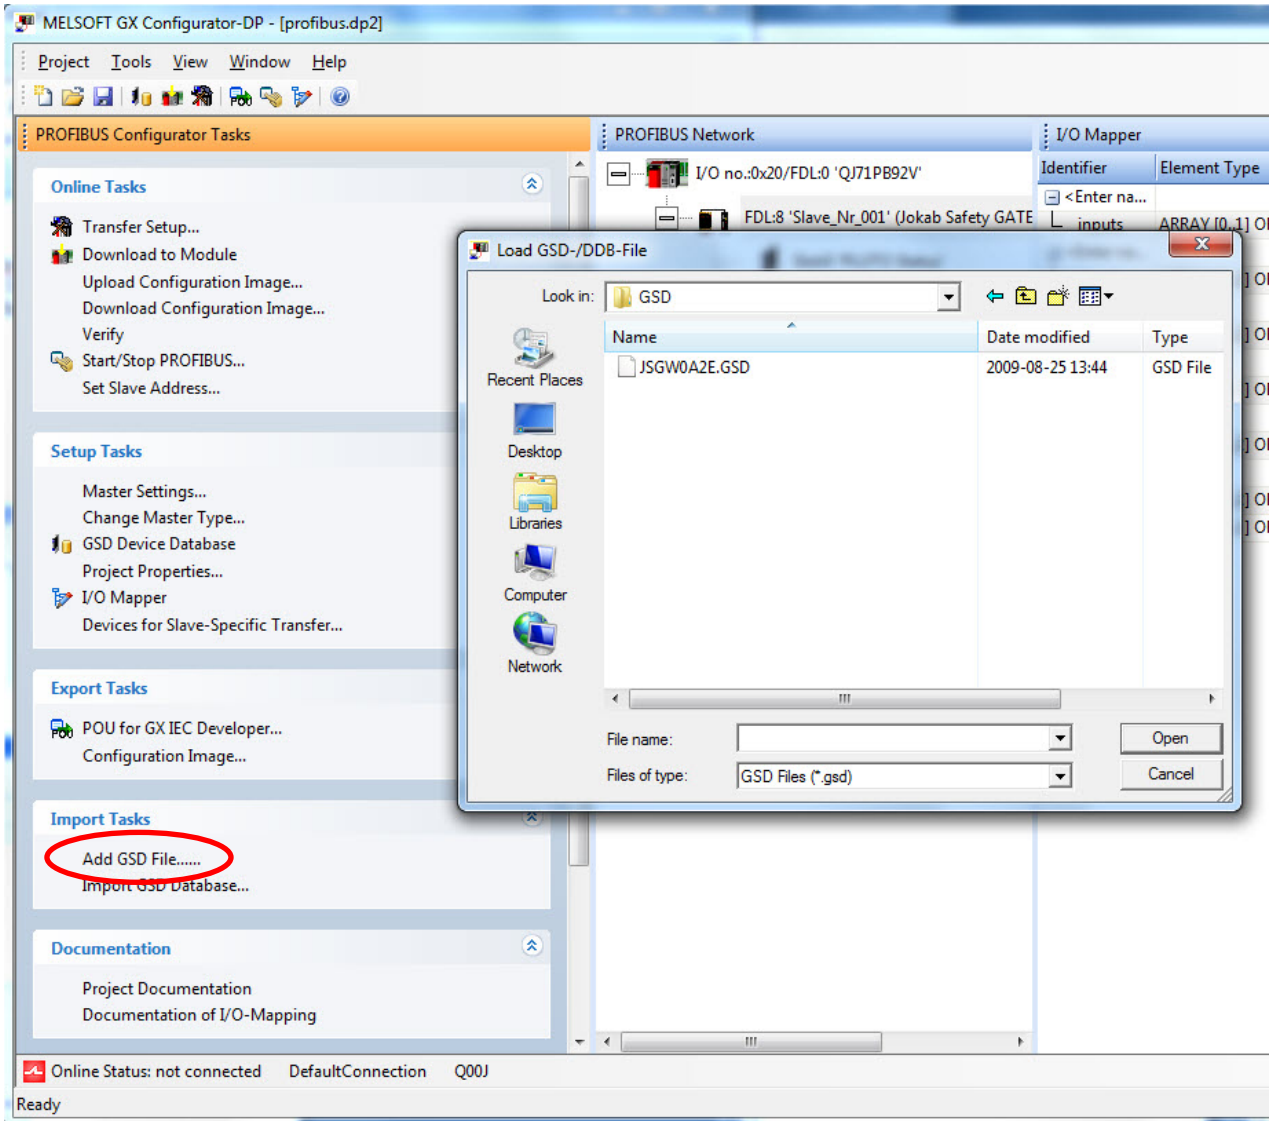 MELSOFT GX Configurator-DP - [profibus.dp2]
Project Tools View Window Help
PROFIBUS Configurator Tasks
Online Tasks
Transfer Setup...
Download to Module
Upload Configuration Image...
Download Configuration Image...
Verify
Start/Stop PROFIBUS...
Set Slave Address...
Setup Tasks
Master Settings...
Change Master Type...
GSD Device Database
Project Properties...
I/O Mapper
Devices for Slave-Specific Transfer...
Export Tasks
POU for GX IEC Developer...
Configuration Image...
Import Tasks
Add GSD File......
Import GSD Database...
Documentation
Project Documentation
Documentation of I/O-Mapping
PROFIBUS Network
I/O no.:0x20/FDL:0 'QJ71PB92V'
FDL:8 'Slave_Nr_001' (Jokab Safety GATE
I/O Mapper
Identifier Element Type
<Enter na...
inputs ARRAY [0..1] OF
Load GSD-/DDB-File
Look in: GSD
Recent Places
Desktop
Libraries
Computer
Network
Name Date modified Type
JSGW0A2E.GSD 2009-08-25 13:44 GSD File
File name:
Open
Files of type: GSD Files (*.gsd)
Cancel
Online Status: not connected DefaultConnection Q00J
Ready